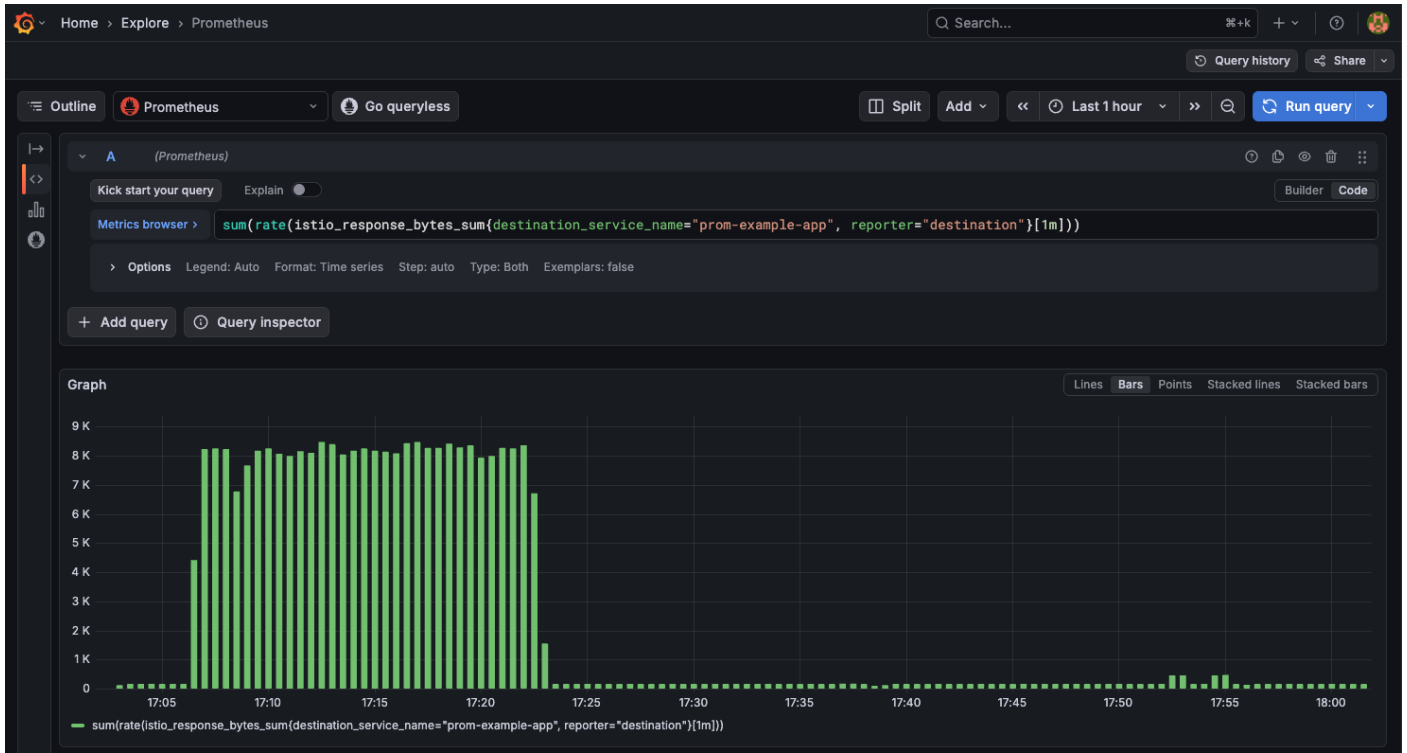 Home › Explore › Prometheus
Search... ⌘+k
Query history Share
Outline Prometheus Go queryless Split Add Last 1 hour Run query
A (Prometheus)
Kick start your query Explain Builder Code
Metrics browser > sum(rate(istio_response_bytes_sum{destination_service_name="prom-example-app", reporter="destination"}[1m]))
Options Legend: Auto Format: Time series Step: auto Type: Both Exemplars: false
+ Add query Query inspector
Graph Lines Bars Points Stacked lines Stacked bars
9 K
8 K
7 K
6 K
5 K
4 K
3 K
2 K
1 K
0
17:05 17:10 17:15 17:20 17:25 17:30 17:35 17:40 17:45 17:50 17:55 18:00
sum(rate(istio_response_bytes_sum{destination_service_name="prom-example-app", reporter="destination"}[1m]))